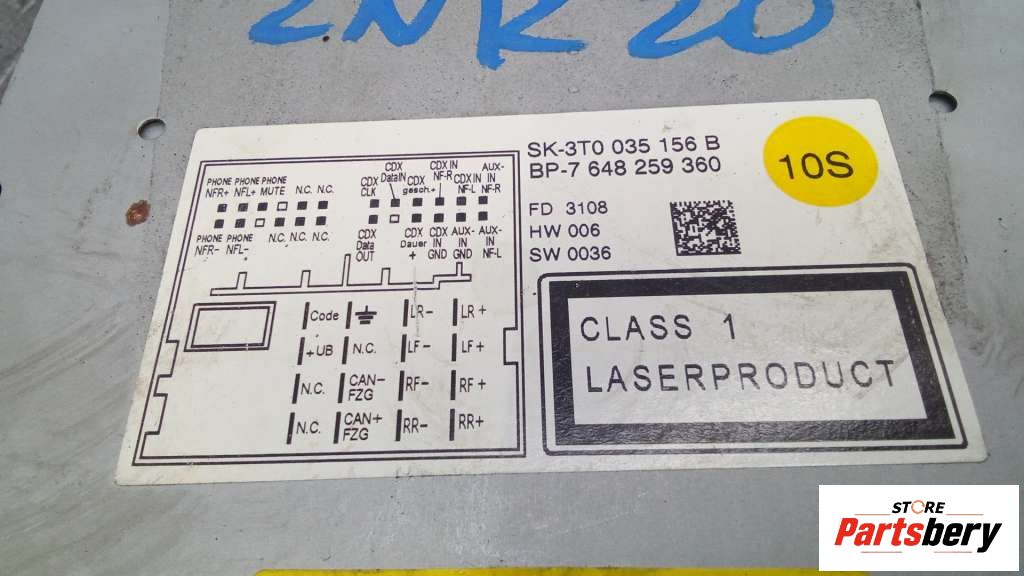 2NR20
SK-3T0 035 156 B
BP-7 648 259 360
10S
FD 3108
HW 006
SW 0036
CDX CDX IN AUX-
DataIN NF-R IN
CDX CDX CDX IN NF-R
CLK gesch.+ NF-L
PHONE PHONE PHONE
NFR+ NFL+ MUTE N.C. N.C.
PHONE PHONE N.C. N.C. N.C.
NFR- NFL-
CDX CDX CDX AUX- AUX-
Data Dauer IN IN IN
OUT + GND GND NF-L
Code LR- LR+
+UB N.C. LF- LF+
N.C. CAN- RF- RF+
FZG
N.C. CAN+ RR- RR+
FZG
CLASS 1
LASERPRODUCT
STORE
Partsbery